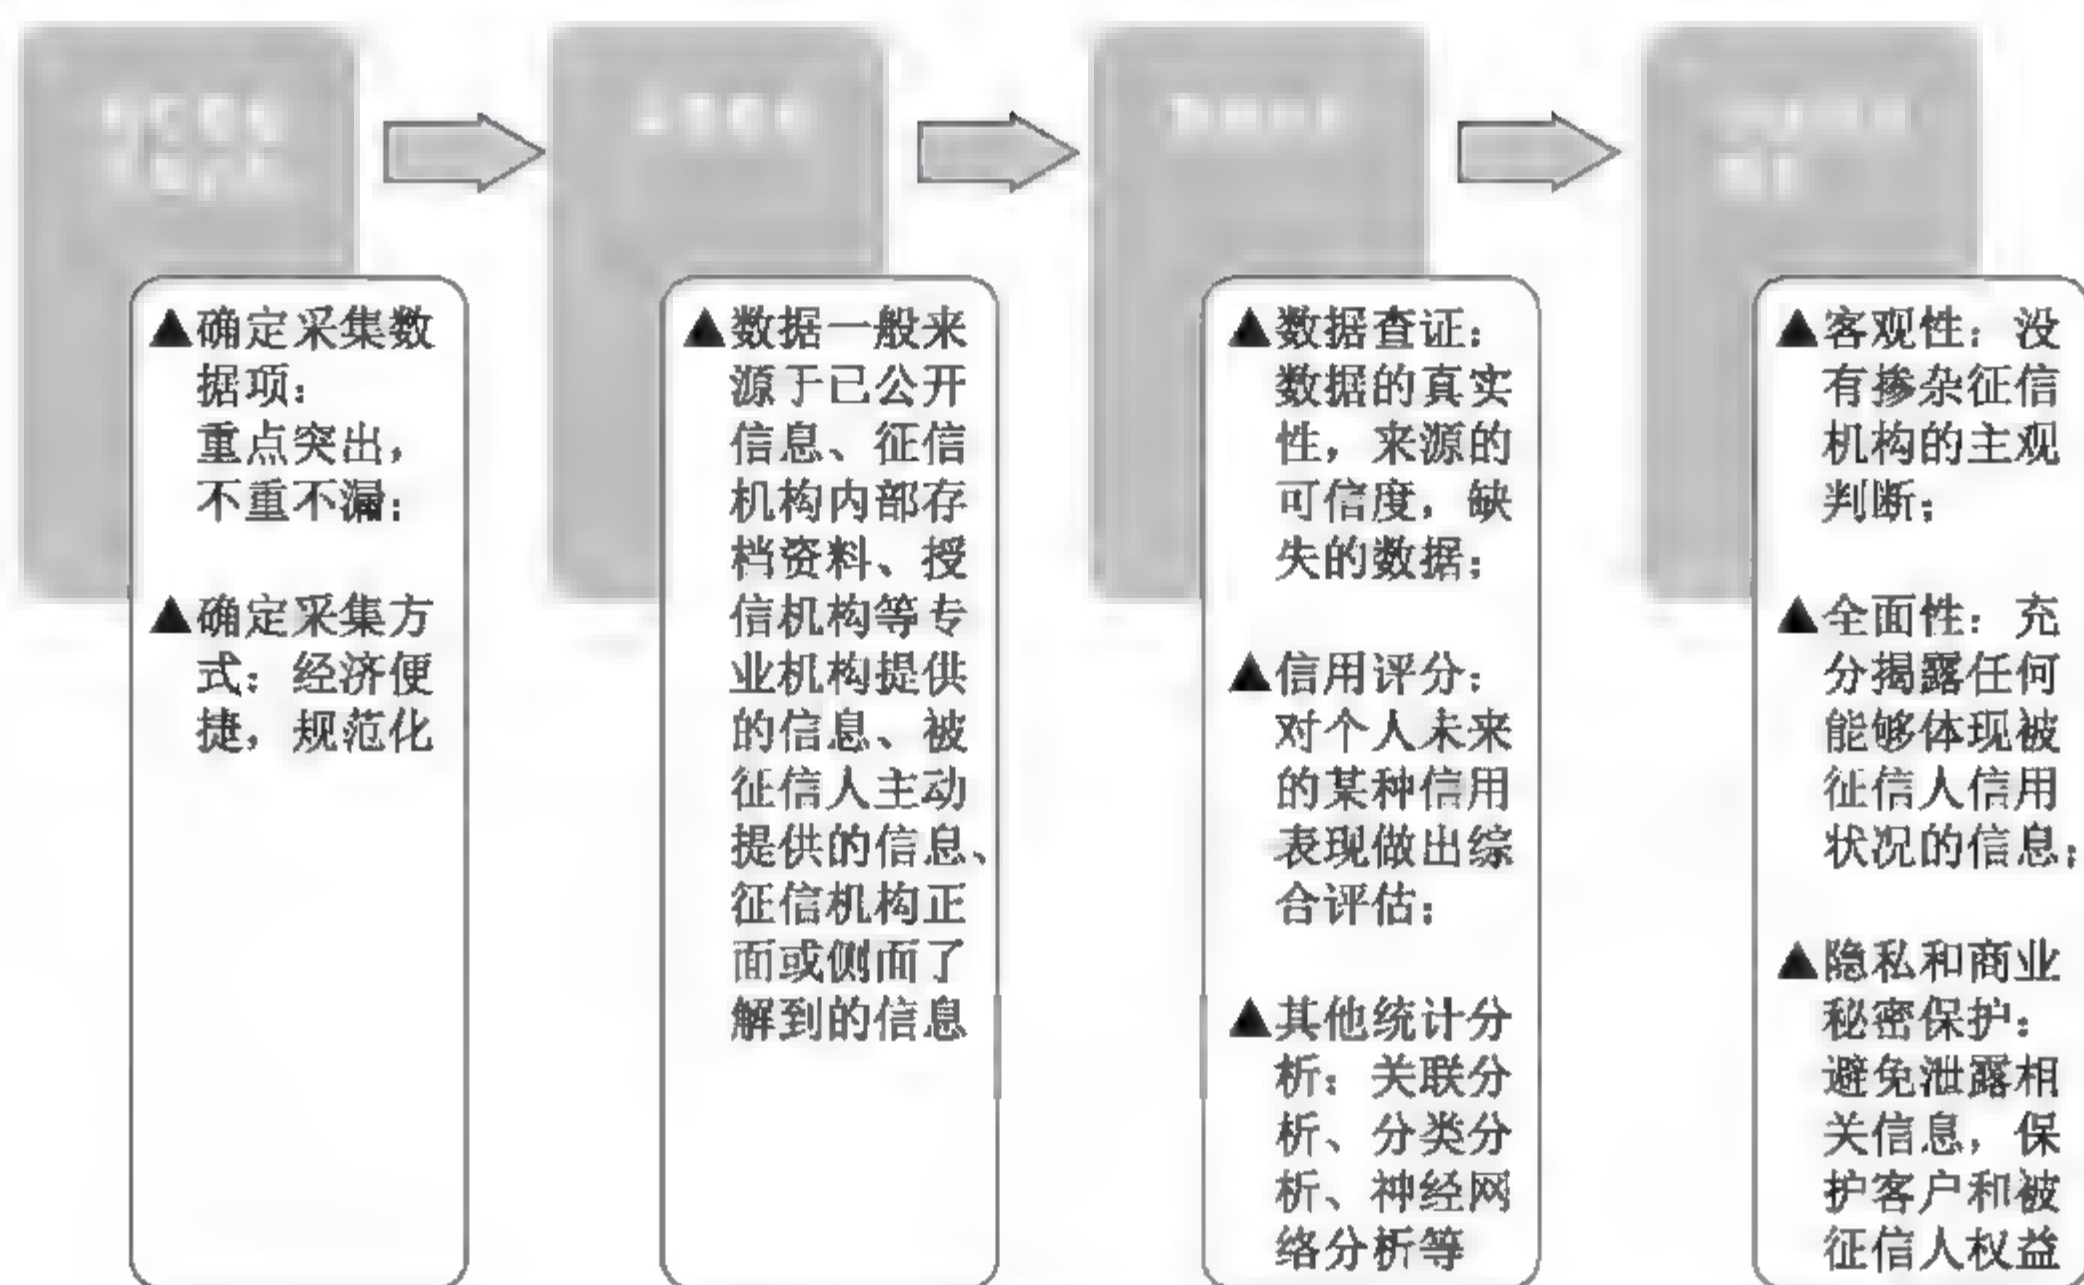 ▲确定采集数
据项：
重点突出，
不重不漏；
▲确定采集方
式：经济便
捷，规范化
▲数据一般来
源于已公开
信息、征信
机构内部存
档资料、授
信机构等专
业机构提供
的信息、被
征信人主动
提供的信息、
征信机构正
面或侧面了
解到的信息
▲数据查证：
数据的真实
性，来源的
可信度，缺
失的数据；
▲信用评分：
对个人未来
的某种信用
表现做出综
合评估；
▲其他统计分
析：关联分
析、分类分
析、神经网
络分析等
▲客观性：没
有掺杂征信
机构的主观
判断；
▲全面性：充
分揭露任何
能够体现被
征信人信用
状况的信息；
▲隐私和商业
秘密保护：
避免泄露相
关信息，保
护客户和被
征信人权益